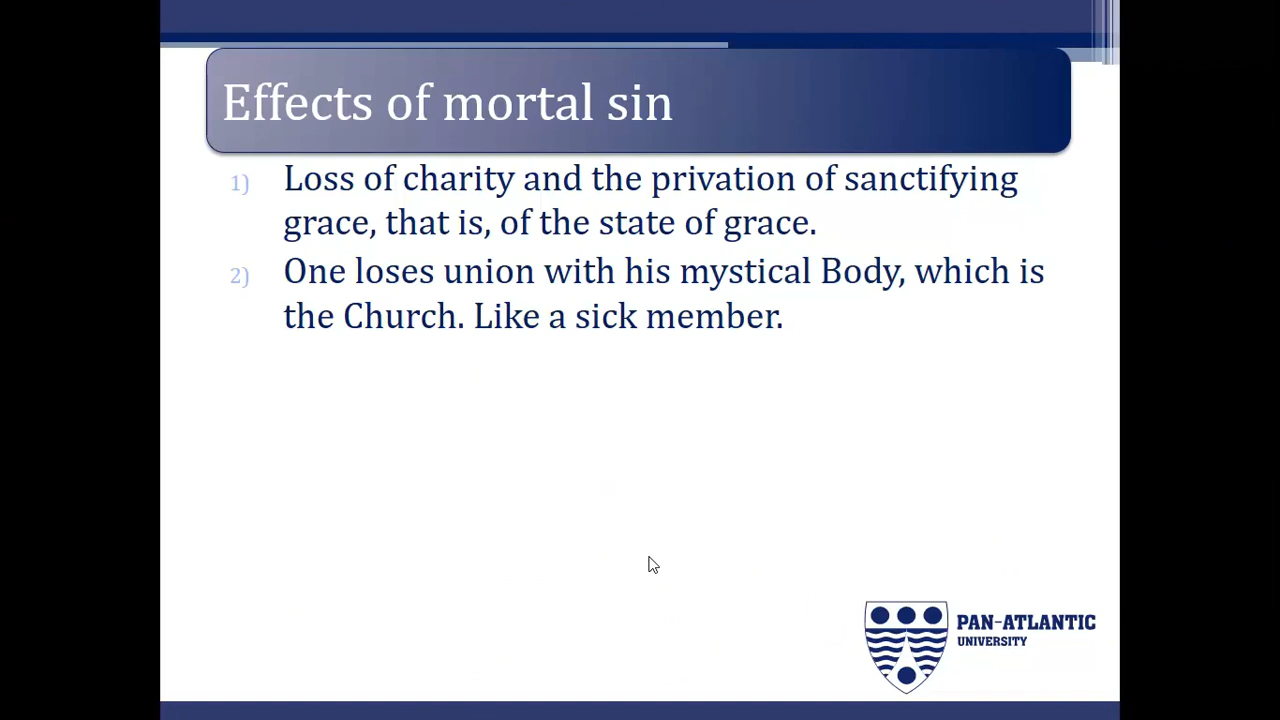 Effects of mortal sin
1) Loss of charity and the privation of sanctifying
grace, that is, of the state of grace.
2) One loses union with his mystical Body, which is
the Church. Like a sick member.
PAN-ATLANTIC
UNIVERSITY